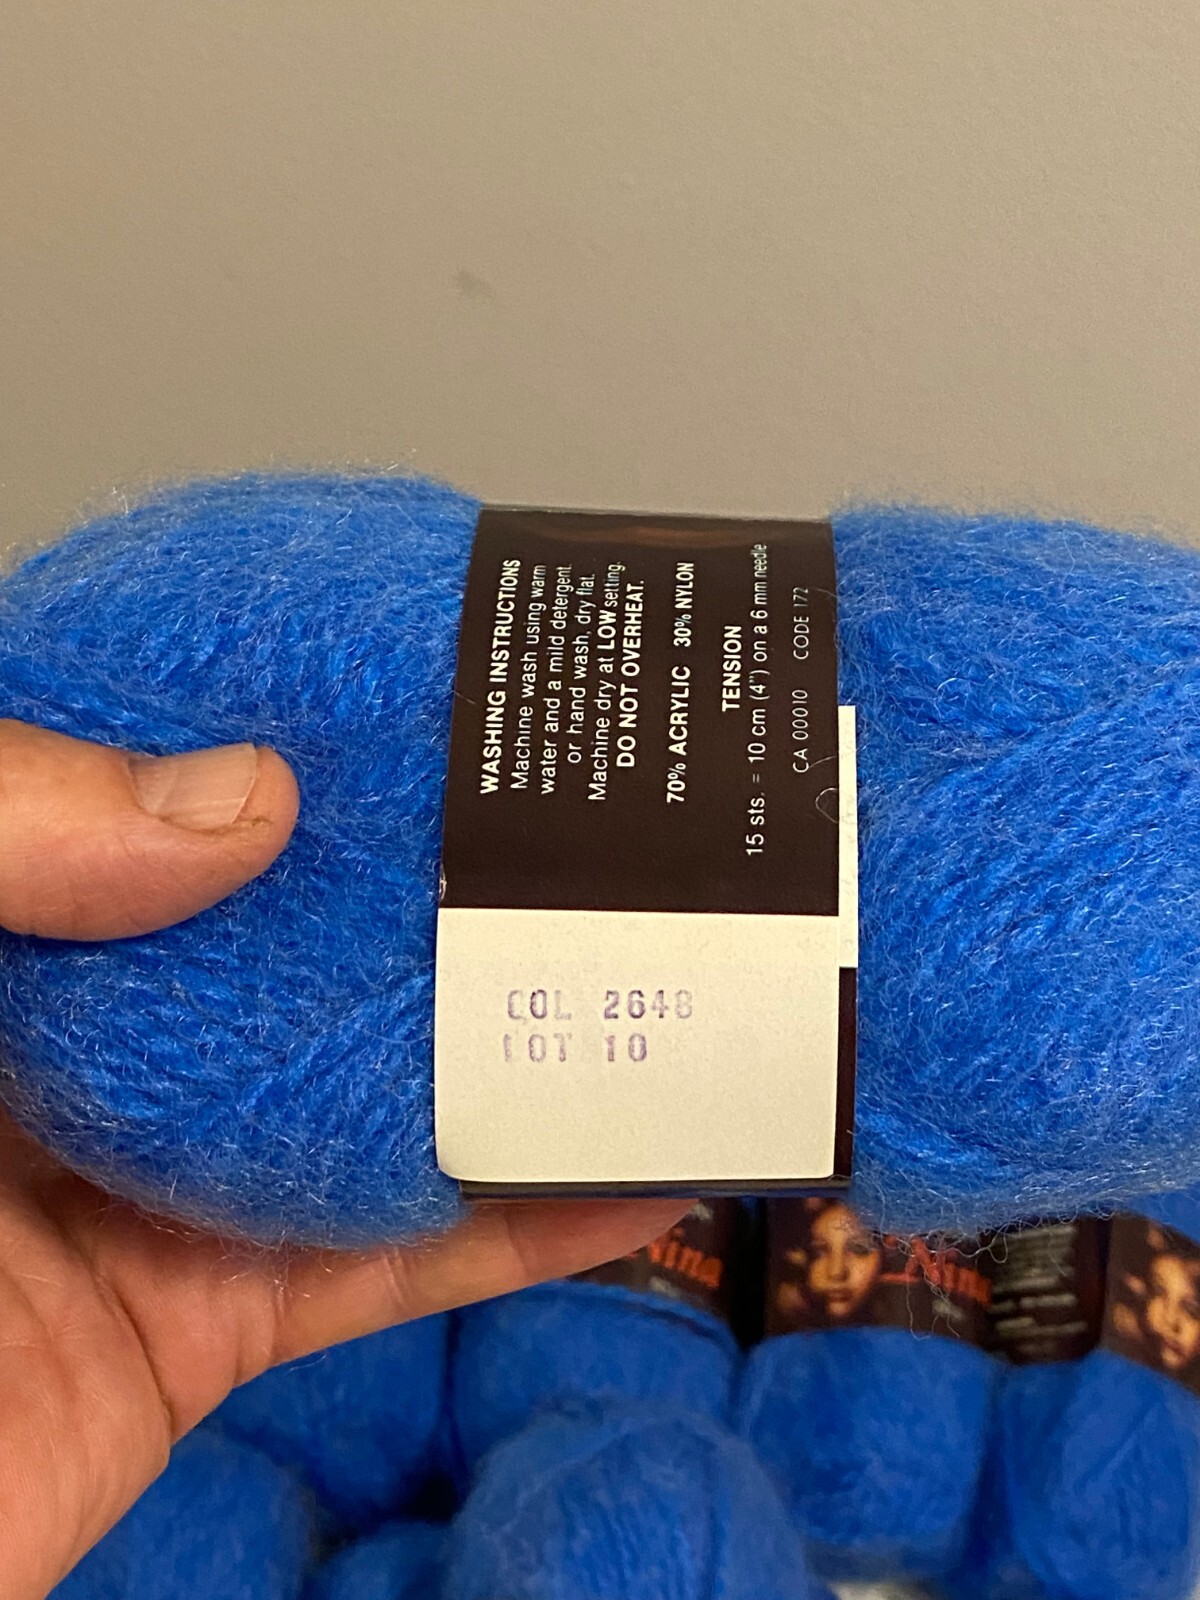 WASHING INSTRUCTIONS
Machine wash using warm
water and a mild detergent
or hand wash, dry flat.
Machine dry at LOW setting.
DO NOT OVERHEAT.
70% ACRYLIC 30% NYLON
TENSION
15 sts. = 10 cm (4") on a 6 mm needle
CA 00010 CODE 172
COL 2648
LOT 10
Nina
Nina